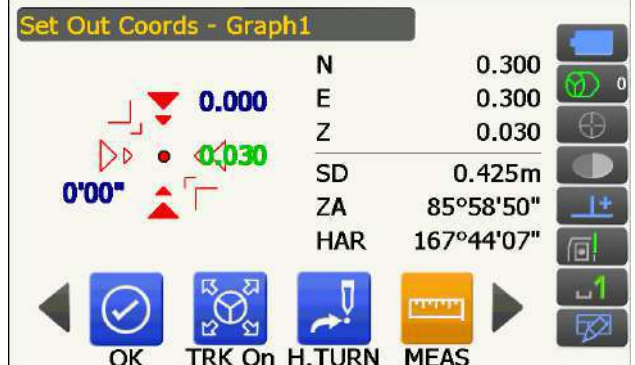 Set Out Coords - Graph1
N 0.300
E 0.300
Z 0.030
0.000
0.030
0'00"
SD 0.425m
ZA 85°58'50"
HAR 167°44'07"
0
1
OK TRK On H.TURN MEAS